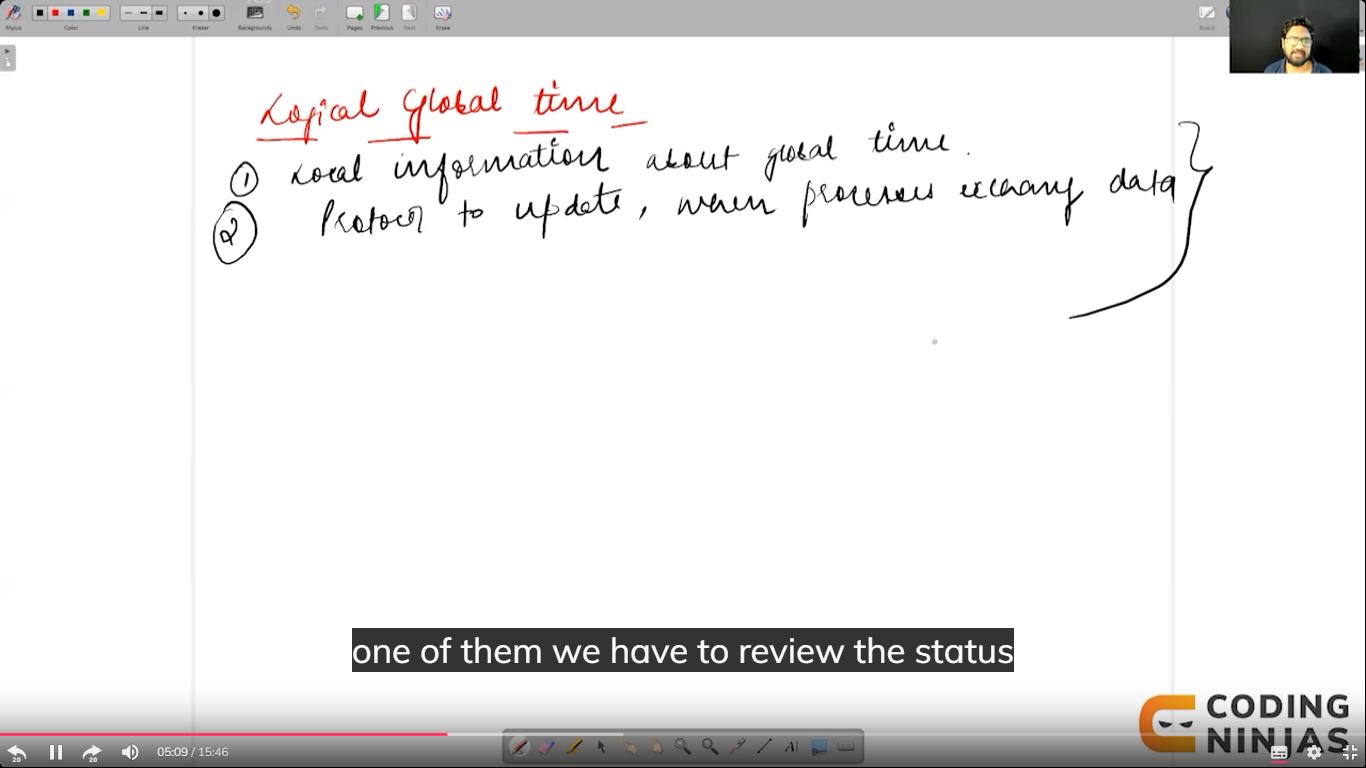 Stylus Color Line Eraser Backgrounds Undo Redo Pages Previous Next Erase Board
Logical Global time
① Local information about global time.
② Protocol to update, when processes exchang data
one of them we have to review the status
CODING
NINJAS
20 20 05:09 / 15:46